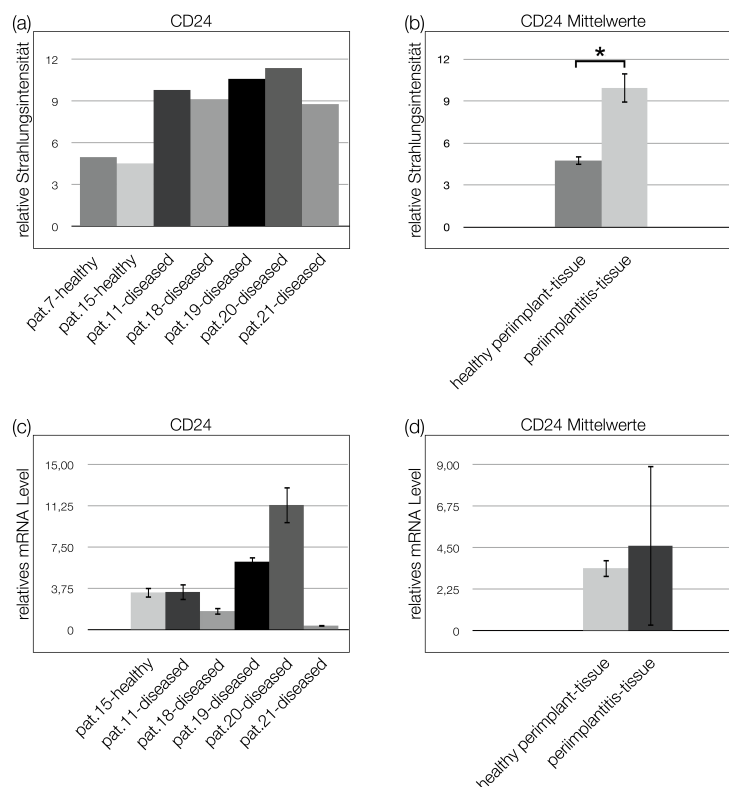 (a)
CD24
relative Strahlungsintensität
12
9
6
3
0
pat.7-healthy
pat.15-healthy
pat.11-diseased
pat.18-diseased
pat.19-diseased
pat.20-diseased
pat.21-diseased
(b)
CD24 Mittelwerte
relative Strahlungsintensität
12
9
6
3
0
*
healthy periimplant-tissue
periimplantitis-tissue
(c)
CD24
relatives mRNA Level
15,00
11,25
7,50
3,75
0
pat.15-healthy
pat.11-diseased
pat.18-diseased
pat.19-diseased
pat.20-diseased
pat.21-diseased
(d)
CD24 Mittelwerte
relatives mRNA Level
9,00
6,75
4,50
2,25
0
healthy perimplant-tissue
periimplantitis-tissue